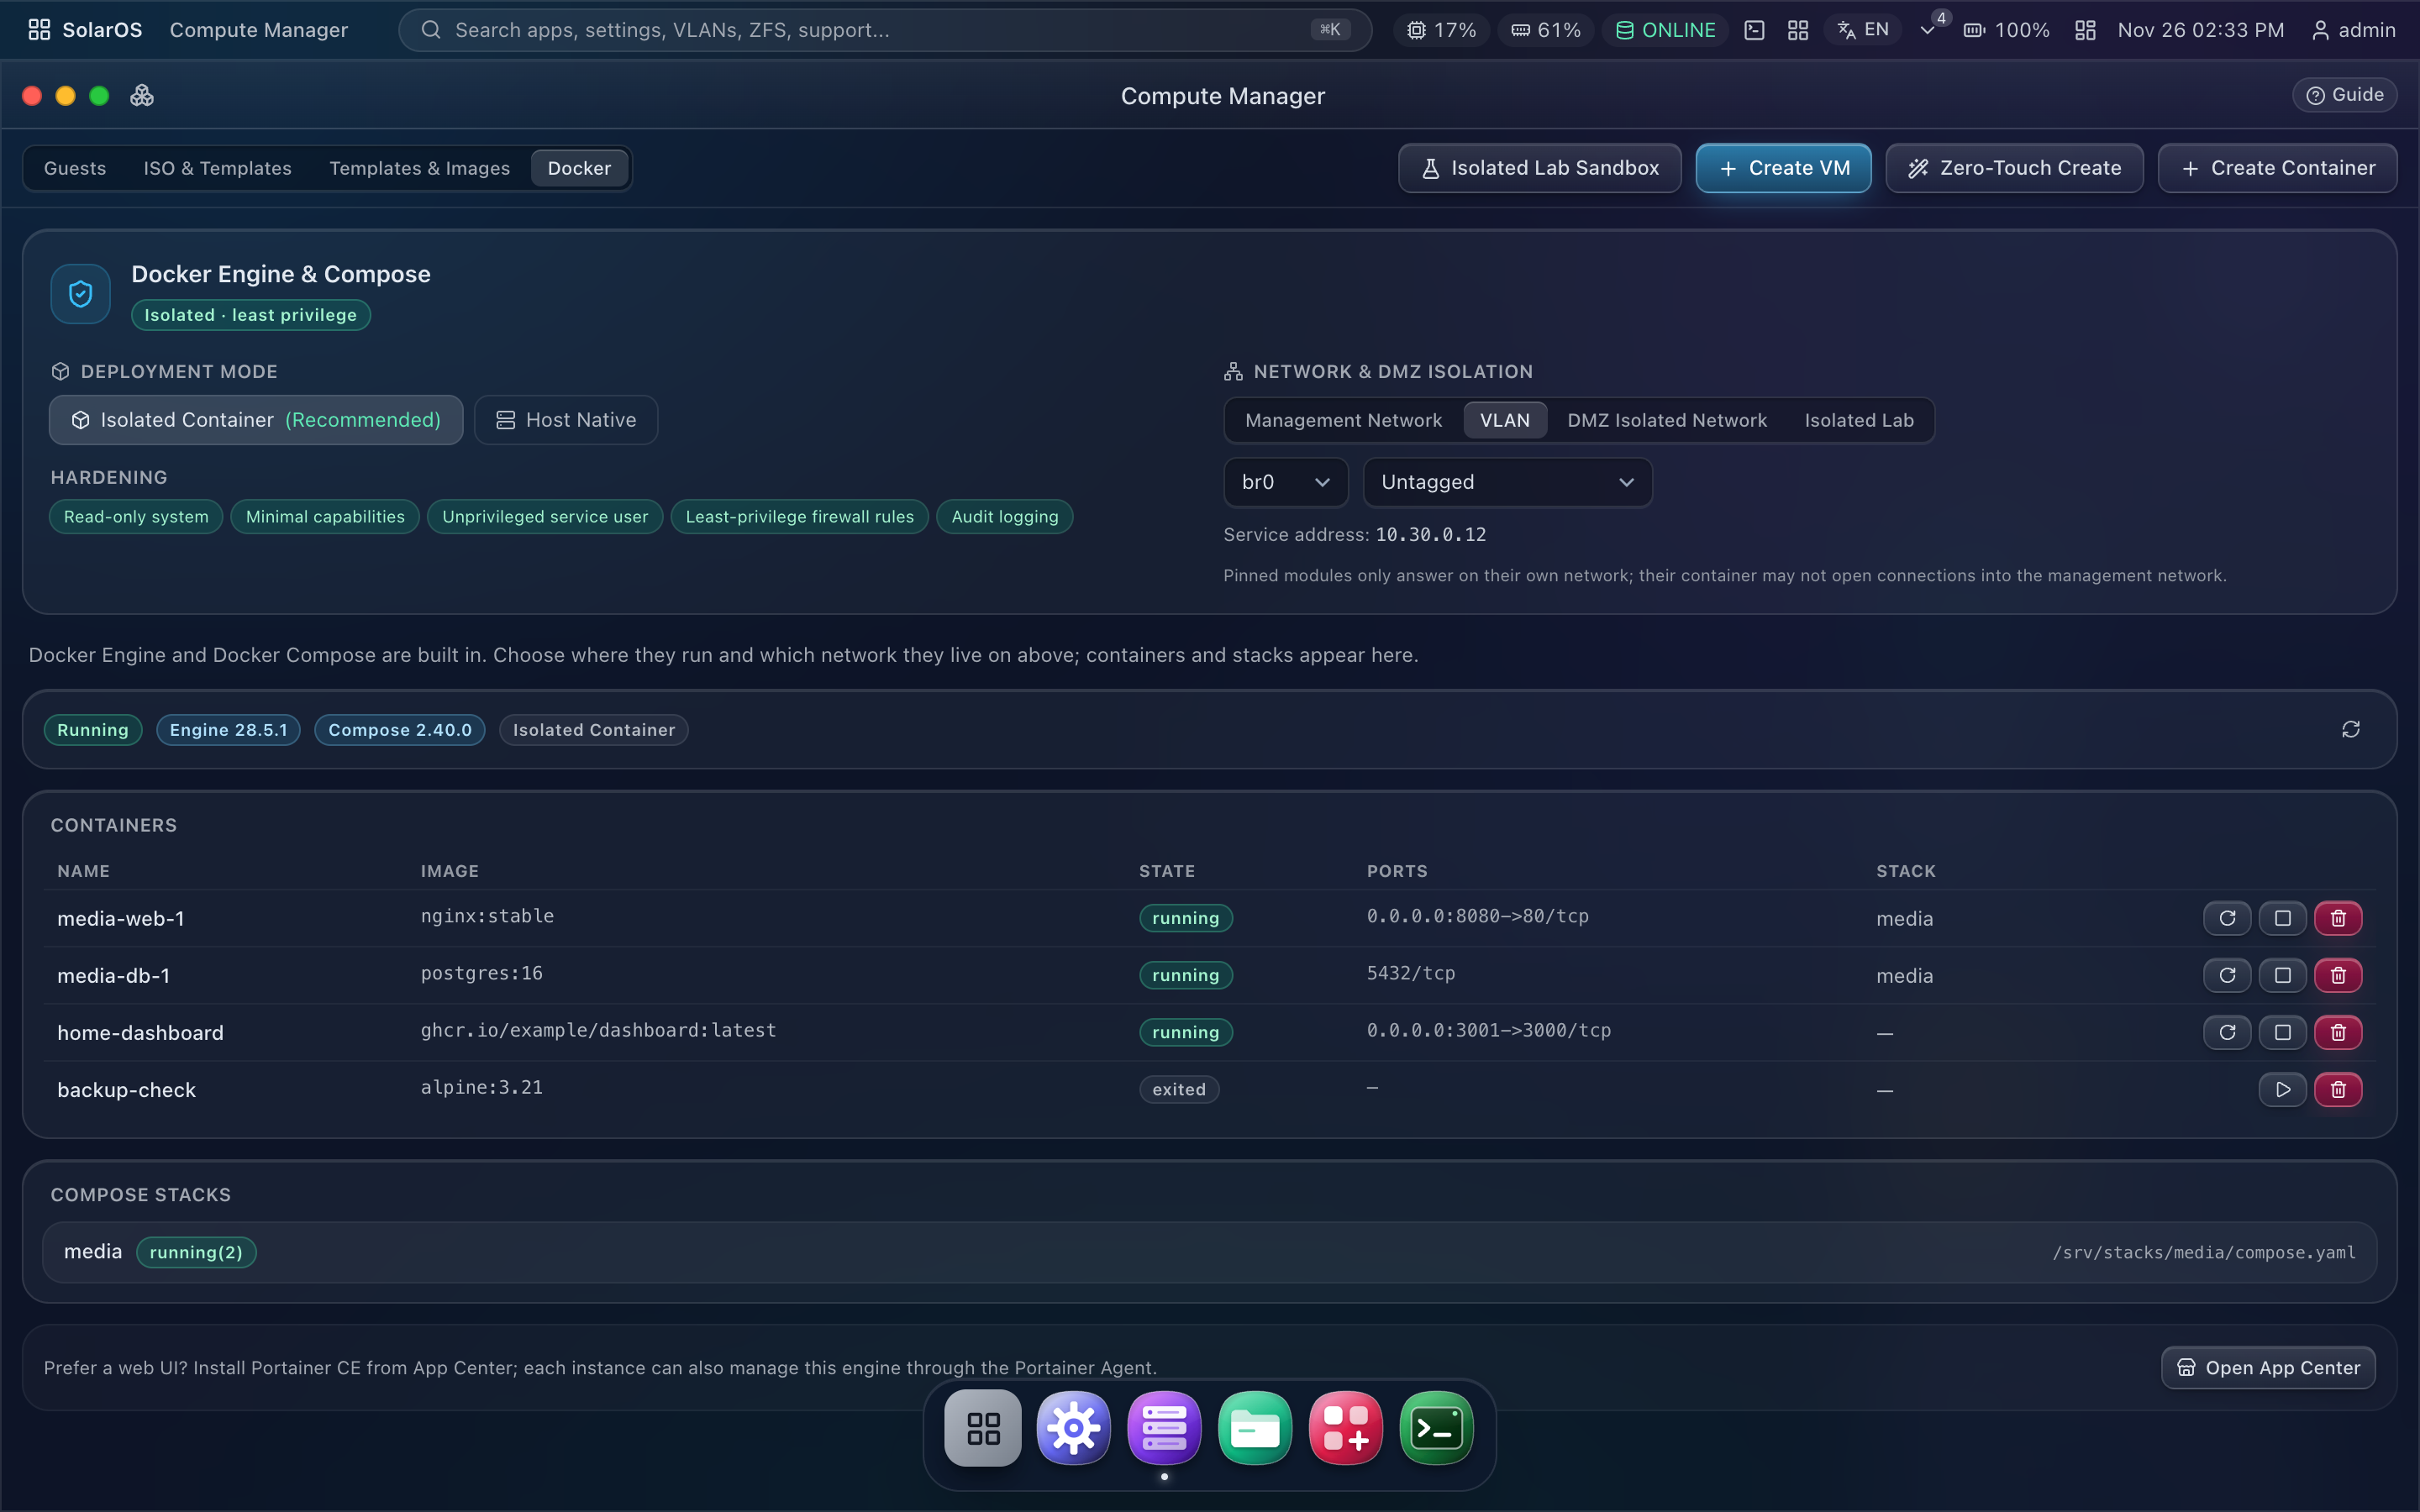 SolarOS Compute Manager Search apps, settings, VLANs, ZFS, support... ⌘K 17% 61% ONLINE EN 4 100% Nov 26 02:33 PM admin
Compute Manager Guide
Guests ISO & Templates Templates & Images Docker Isolated Lab Sandbox + Create VM Zero-Touch Create + Create Container
Docker Engine & Compose
Isolated · least privilege
DEPLOYMENT MODE
Isolated Container (Recommended) Host Native
HARDENING
Read-only system Minimal capabilities Unprivileged service user Least-privilege firewall rules Audit logging
NETWORK & DMZ ISOLATION
Management Network VLAN DMZ Isolated Network Isolated Lab
br0 Untagged
Service address: 10.30.0.12
Pinned modules only answer on their own network; their container may not open connections into the management network.
Docker Engine and Docker Compose are built in. Choose where they run and which network they live on above; containers and stacks appear here.
Running Engine 28.5.1 Compose 2.40.0 Isolated Container
CONTAINERS
NAME IMAGE STATE PORTS STACK
media-web-1 nginx:stable running 0.0.0.0:8080->80/tcp media
media-db-1 postgres:16 running 5432/tcp media
home-dashboard ghcr.io/example/dashboard:latest running 0.0.0.0:3001->3000/tcp —
backup-check alpine:3.21 exited — —
COMPOSE STACKS
media running(2) /srv/stacks/media/compose.yaml
Prefer a web UI? Install Portainer CE from App Center; each instance can also manage this engine through the Portainer Agent. Open App Center